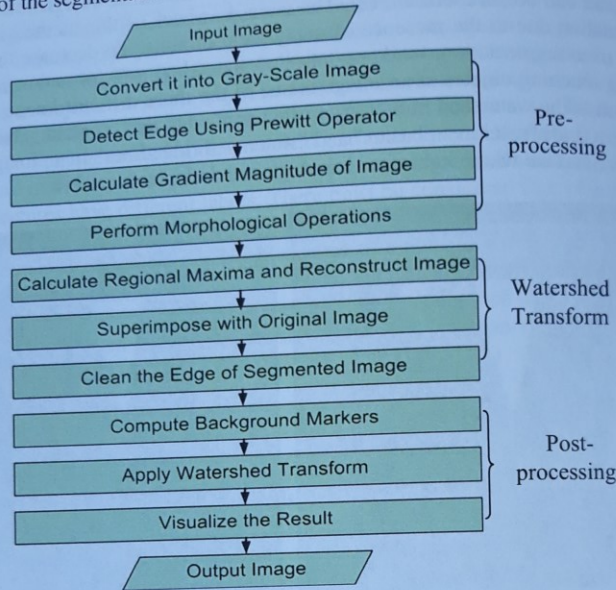 of the
Input Image
Convert it into Gray-Scale Image
Detect Edge Using Prewitt Operator
Calculate Gradient Magnitude of Image
Perform Morphological Operations
Pre-
processing
Calculate Regional Maxima and Reconstruct Image
Superimpose with Original Image
Clean the Edge of Segmented Image
Watershed
Transform
Compute Background Markers
Apply Watershed Transform
Visualize the Result
Post-
processing
Output Image